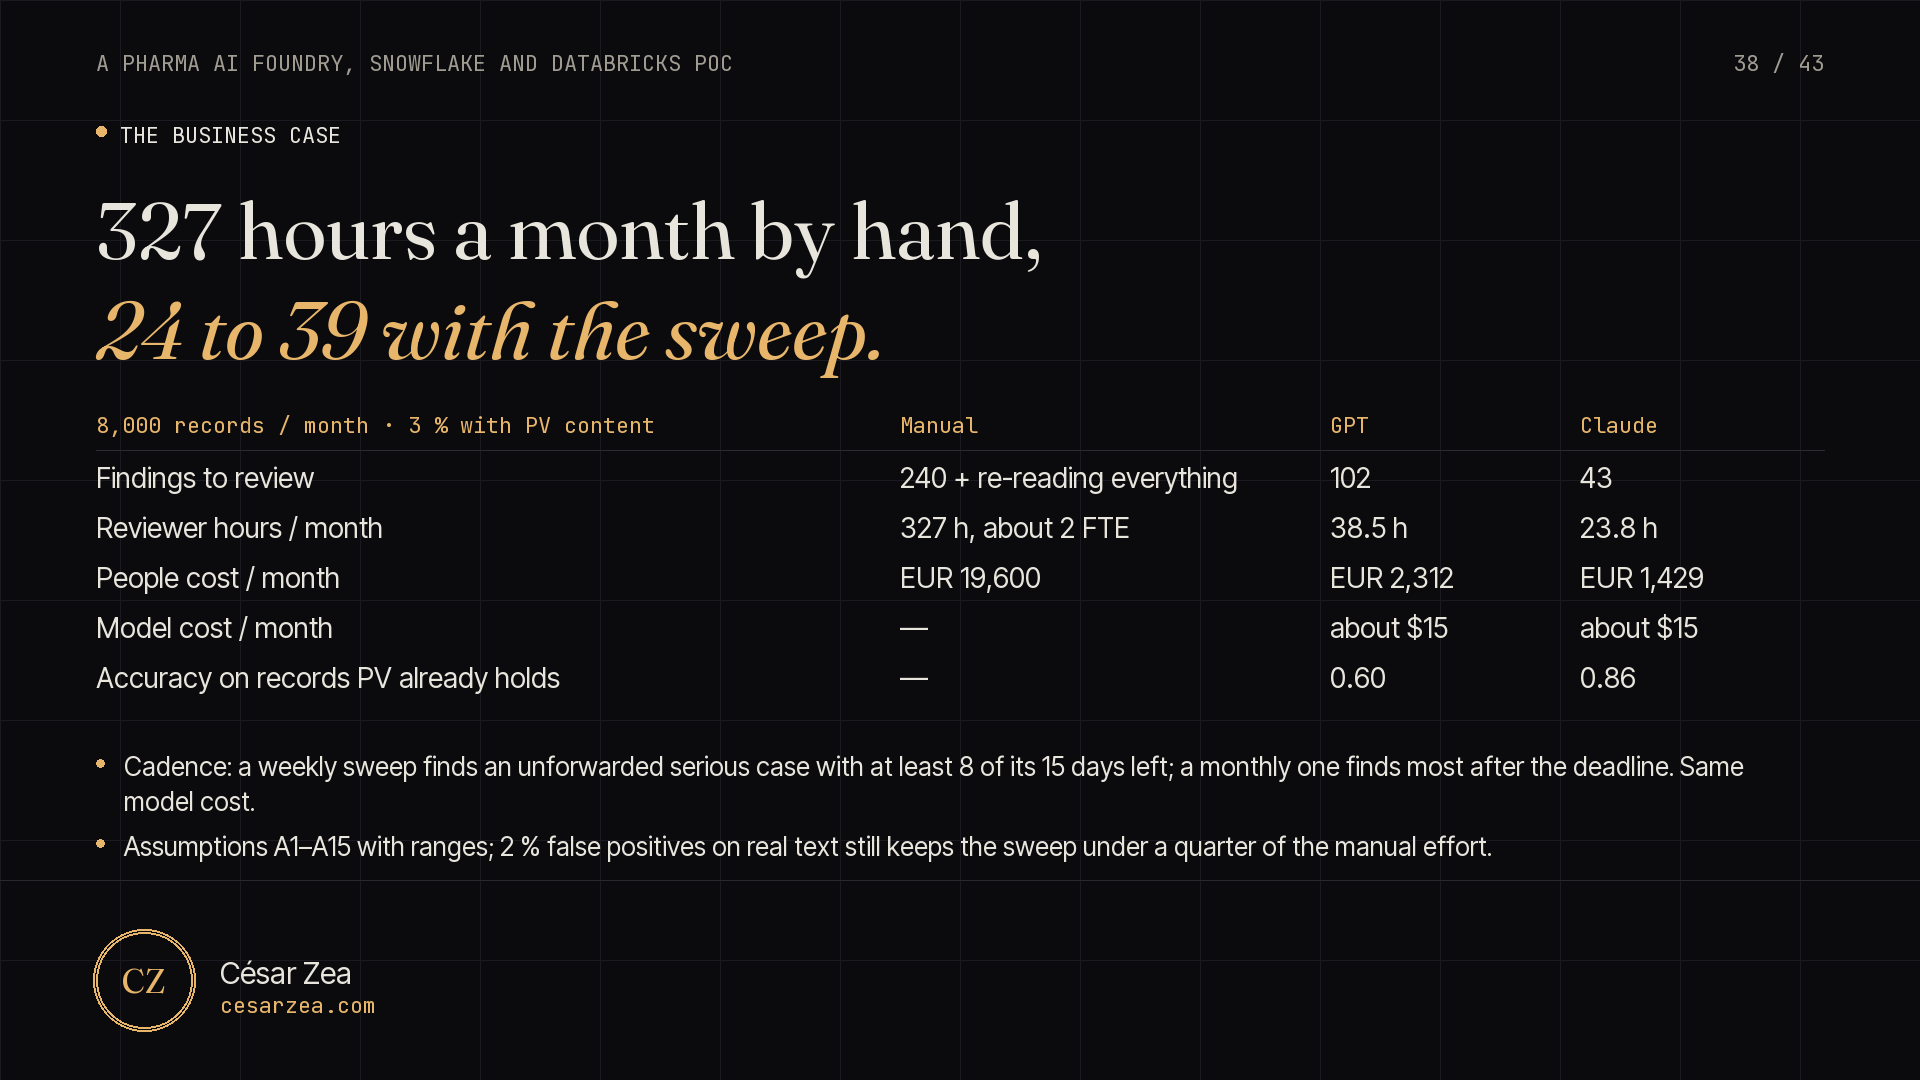 A PHARMA AI FOUNDRY, SNOWFLAKE AND DATABRICKS POC
38 / 43
THE BUSINESS CASE
327 hours a month by hand,
24 to 39 with the sweep.
8,000 records / month · 3 % with PV content Manual GPT Claude
Findings to review 240 + re-reading everything 102 43
Reviewer hours / month 327 h, about 2 FTE 38.5 h 23.8 h
People cost / month EUR 19,600 EUR 2,312 EUR 1,429
Model cost / month — about $15 about $15
Accuracy on records PV already holds — 0.60 0.86
• Cadence: a weekly sweep finds an unforwarded serious case with at least 8 of its 15 days left; a monthly one finds most after the deadline. Same
model cost.
• Assumptions A1–A15 with ranges; 2 % false positives on real text still keeps the sweep under a quarter of the manual effort.
CZ
César Zea
cesarzea.com